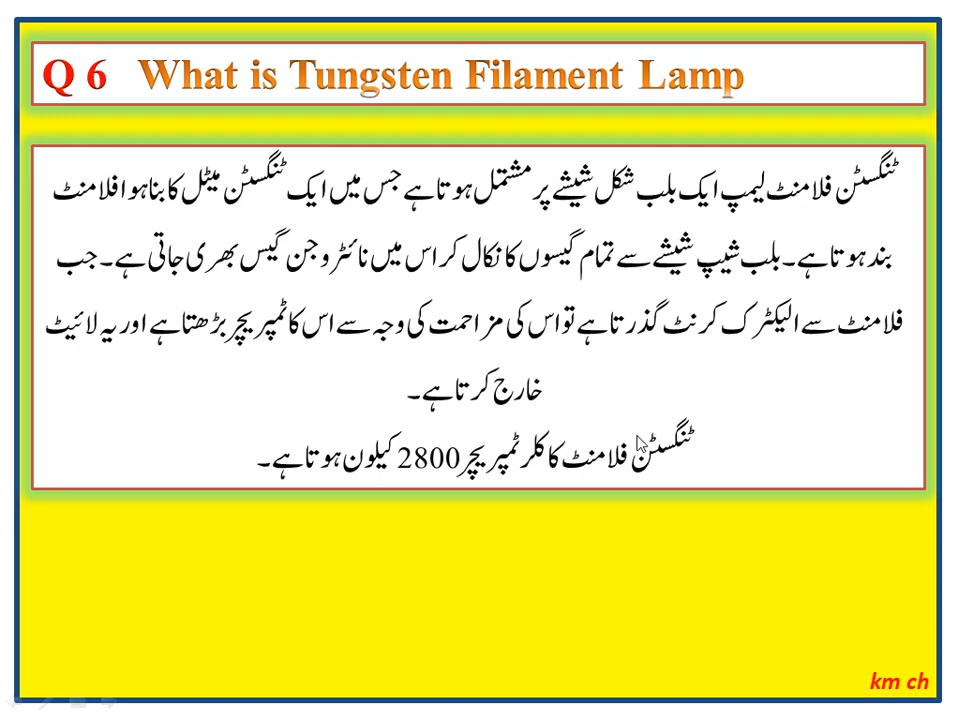 Q 6 What is Tungsten Filament Lamp
ٹنگسٹن فلامنٹ لیمپ ایک بلب شکل شیشے پر مشتمل ہوتا ہے جس میں ایک ٹنگسٹن میٹل کا بنا ہوا فلامنٹ
بند ہوتا ہے۔ بلب شیپ شیشے سے تمام گیسوں کا نکال کر اس میں نائٹروجن گیس بھری جاتی ہے۔ جب
فلامنٹ سے الیکٹرک کرنٹ گذرتا ہے تو اس کی مزاحمت کی وجہ سے اس کا ٹمپریچر بڑھتا ہے اور یہ لائیٹ
خارج کرتا ہے۔
ٹنگسٹن فلامنٹ کا کلر ٹمپریچر 2800 کیلون ہوتا ہے۔
km ch